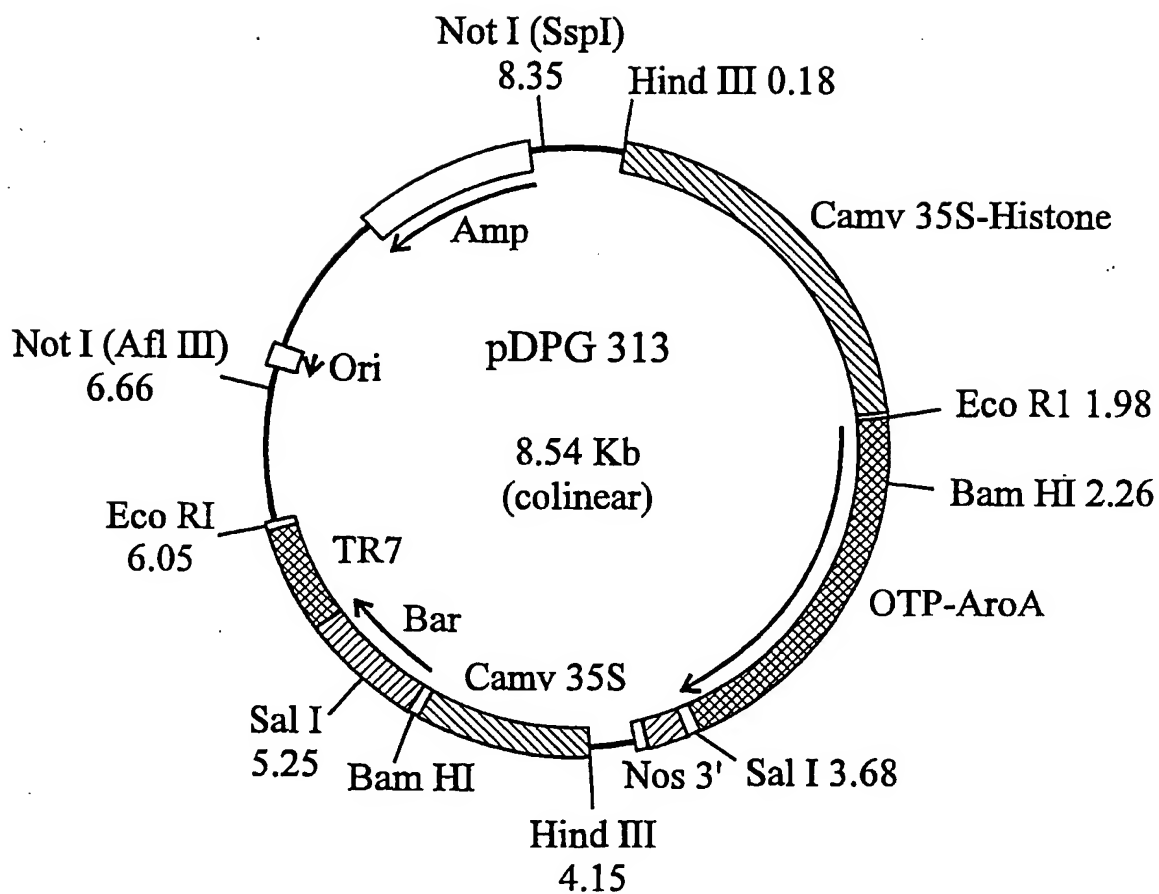 Not I (SspI)
8.35
Hind III 0.18
Camv 35S-Histone
Amp
pDPG 313
Not I (Afl III)
6.66
Ori
Eco R1 1.98
8.54 Kb
(colinear)
Bam HI 2.26
Eco RI
6.05
TR7
OTP-AroA
Bar
Camv 35S
Sal I
5.25
Bam HI
Nos 3'
Sal I 3.68
Hind III
4.15